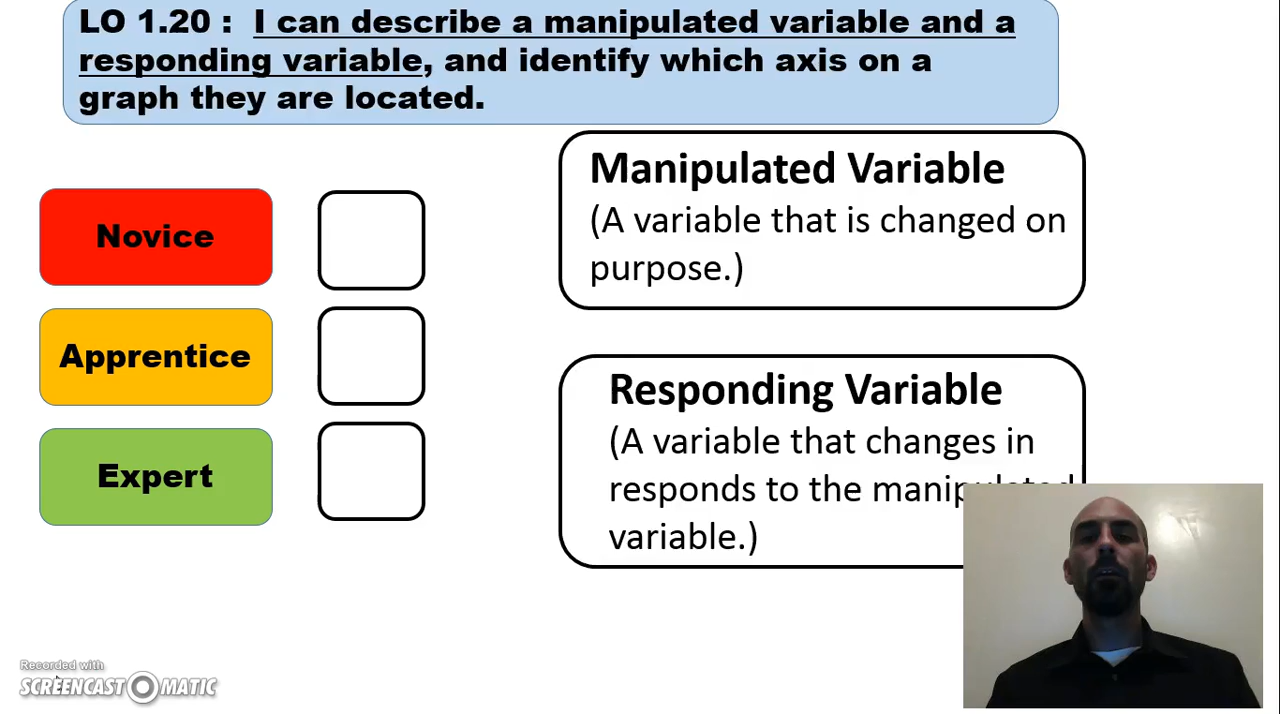 LO 1.20 : I can describe a manipulated variable and a
responding variable, and identify which axis on a
graph they are located.
Novice
Apprentice
Expert
Manipulated Variable
(A variable that is changed on
purpose.)
Responding Variable
(A variable that changes in
responds to the manipulated
variable.)
Recorded with
SCREENCAST MATIC